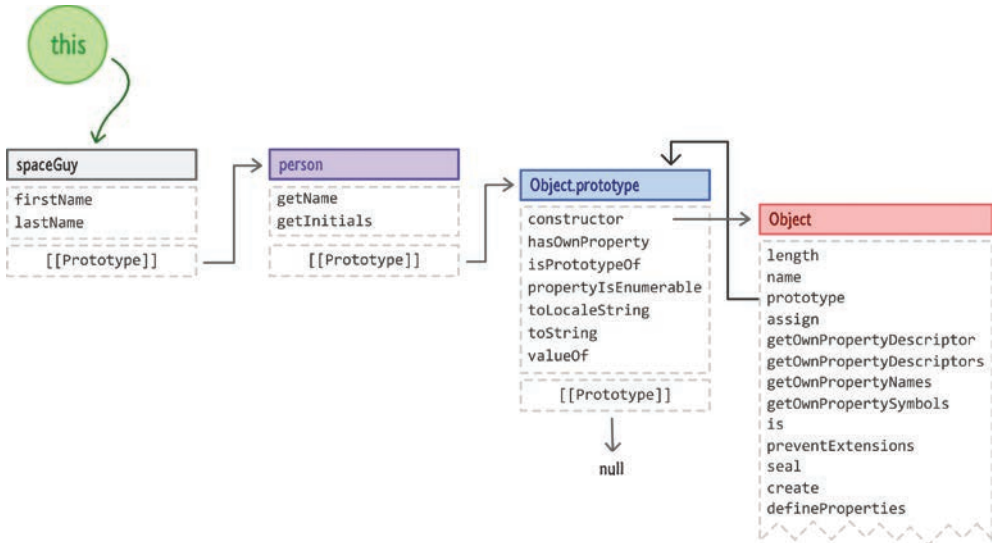 this
spaceGuy
firstName
lastName
[[Prototype]]
person
getName
getInitials
[[Prototype]]
Object.prototype
constructor
hasOwnProperty
isPrototypeOf
propertyIsEnumerable
toLocaleString
toString
valueOf
[[Prototype]]
null
Object
length
name
prototype
assign
getOwnPropertyDescriptor
getOwnPropertyDescriptors
getOwnPropertyNames
getOwnPropertySymbols
is
preventExtensions
seal
create
defineProperties